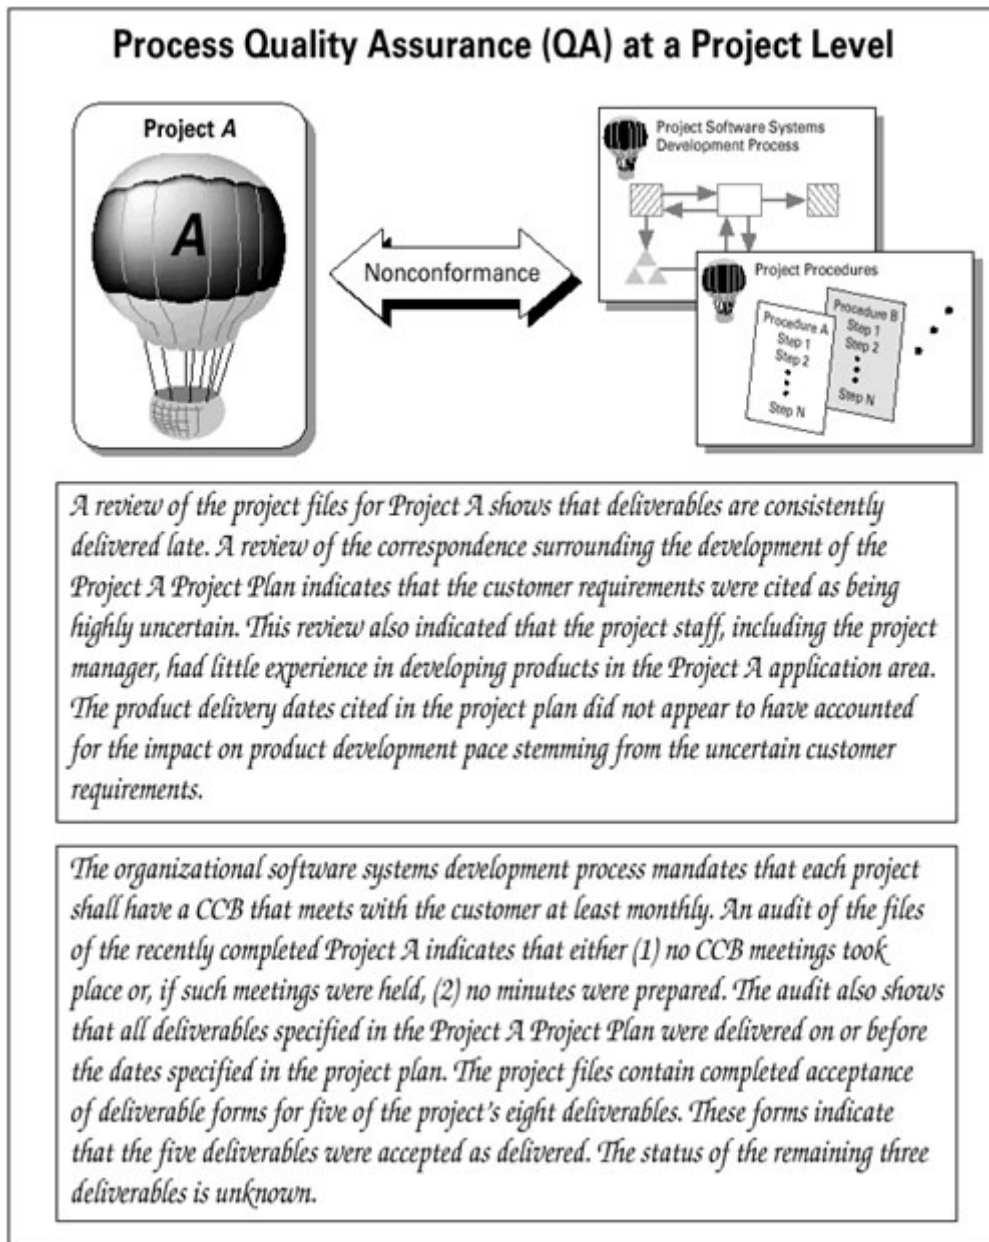 Process Quality Assurance (QA) at a Project Level
Project A
A
Nonconformance
Project Software Systems
Development Process
Project Procedures
Procedure A
Step 1
Step 2
Step N
Procedure B
Step 1
Step 2
Step N
A review of the project files for Project A shows that deliverables are consistently
delivered late. A review of the correspondence surrounding the development of the
Project A Project Plan indicates that the customer requirements were cited as being
highly uncertain. This review also indicated that the project staff, including the project
manager, had little experience in developing products in the Project A application area.
The product delivery dates cited in the project plan did not appear to have accounted
for the impact on product development pace stemming from the uncertain customer
requirements.
The organizational software systems development process mandates that each project
shall have a CCB that meets with the customer at least monthly. An audit of the files
of the recently completed Project A indicates that either (1) no CCB meetings took
place or, if such meetings were held, (2) no minutes were prepared. The audit also shows
that all deliverables specified in the Project A Project Plan were delivered on or before
the dates specified in the project plan. The project files contain completed acceptance
of deliverable forms for five of the project's eight deliverables. These forms indicate
that the five deliverables were accepted as delivered. The status of the remaining three
deliverables is unknown.